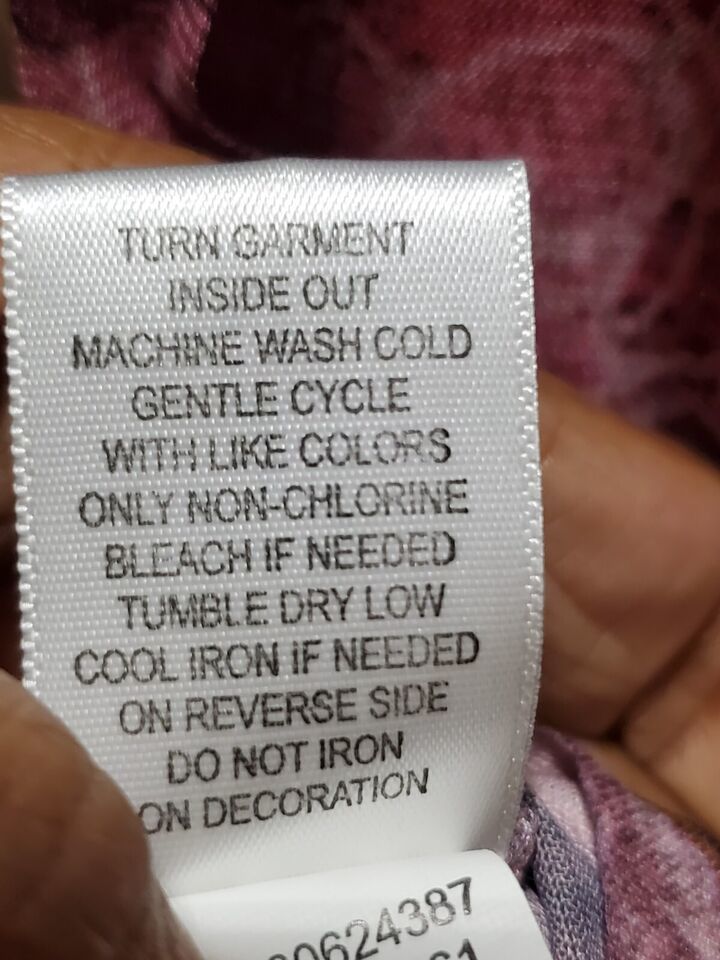 TURN GARMENT
INSIDE OUT
MACHINE WASH COLD
GENTLE CYCLE
WITH LIKE COLORS
ONLY NON-CHLORINE
BLEACH IF NEEDED
TUMBLE DRY LOW
COOL IRON IF NEEDED
ON REVERSE SIDE
DO NOT IRON
ON DECORATION
0624387